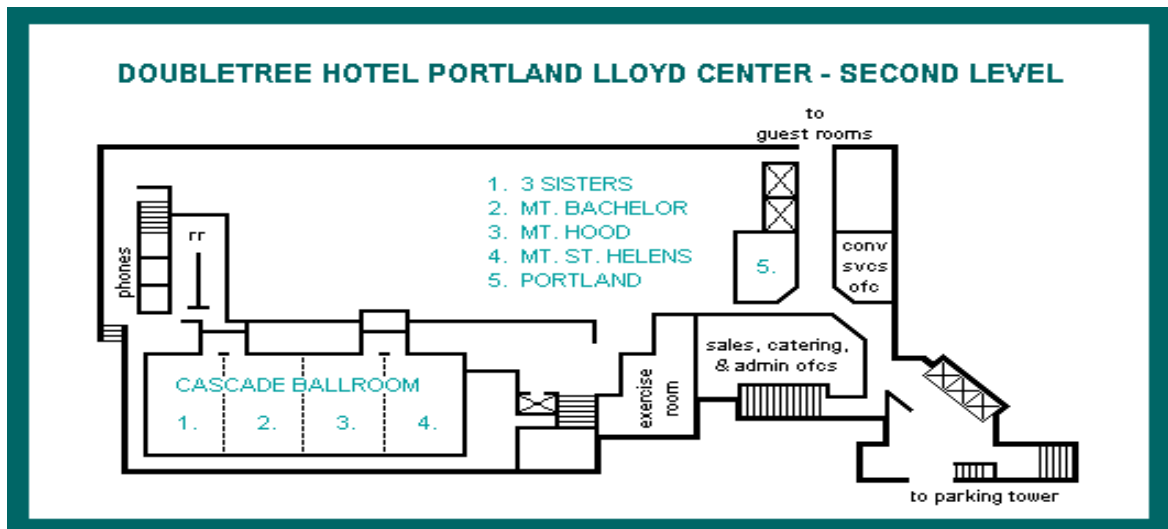 DOUBLETREE HOTEL PORTLAND LLOYD CENTER - SECOND LEVEL
to
guest rooms
1. 3 SISTERS
2. MT. BACHELOR
3. MT. HOOD
4. MT. ST. HELENS
5. PORTLAND
rr
phones
5.
conv
svcs
ofc
sales, catering,
& admin ofcs
exercise
room
CASCADE BALLROOM
1. 2. 3. 4.
to parking tower